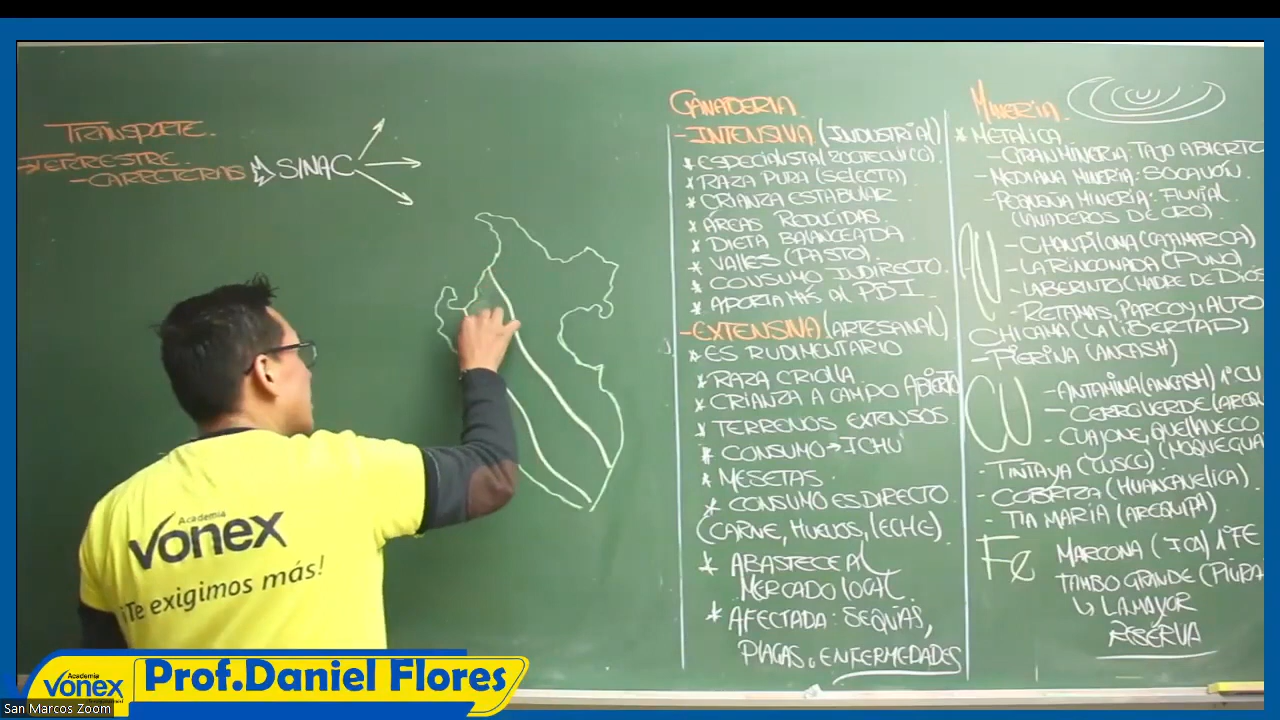 TRANSPORTE.
→TERRESTRE.
-CARRETERAS SINAC
GANADERIA
-INTENSIVA (INDUSTRIAL)
* ESPECIALISTA (ZOOTECNICO).
* RAZA PURA (SELECTA)
* CRIANZA ESTABULAR
* ÁREAS REDUCIDAS.
* DIETA BALANCEADA
* VALLES (PASTO).
* CONSUMO INDIRECTO.
* APORTA MÁS AL PBI.
-EXTENSIVA (ARTESANAL)
* ES RUDIMENTARIO
* RAZA CRIOLLA
* CRIANZA A CAMPO ABIERTO
* TERRENOS EXTENSOS.
* CONSUMO→ICHU
* MESETAS.
* CONSUMO ES DIRECTO
(CARNE, HUEVOS, LECHE)
* ABASTECE AL
MERCADO LOCAL.
* AFECTADA: SEQUIAS,
PLAGAS, ENFERMEDADES
MINERIA
* METALICA
- GRAN MINERIA: TAJO ABIERTO
- MEDIANA MINERIA: SOCAVÓN.
- PEQUEÑA MINERIA: FLUVIAL
(LAVADEROS DE ORO).
- (CAJAMARCA)
- LA RINCONADA (PUNO)
- LABERINTO (MADRE DE DIOS
- RETAMAS, PARCOY, ALTO
CHICAMA (LA LIBERTAD)
- PIERINA (ANCASH)
CU
- ANTAMINA (ANCASH) 1° CU
- CERRO VERDE (AREQ
- CUAJONE, QUELLAVECO (MOQUEGUA
- TINTAYA (CUSCO)
- COBRIZA (HUANCAVELICA)
- TIA MARIA (AREQUIPA)
Fe
MARCONA (ICA) 1° FE
TAMBO GRANDE (PIURA
↳ LA MAYOR
RESERVA
Academia
vonex
¡Te exigimos más!
Academia
vonex
Prof.Daniel Flores
San Marcos Zoom